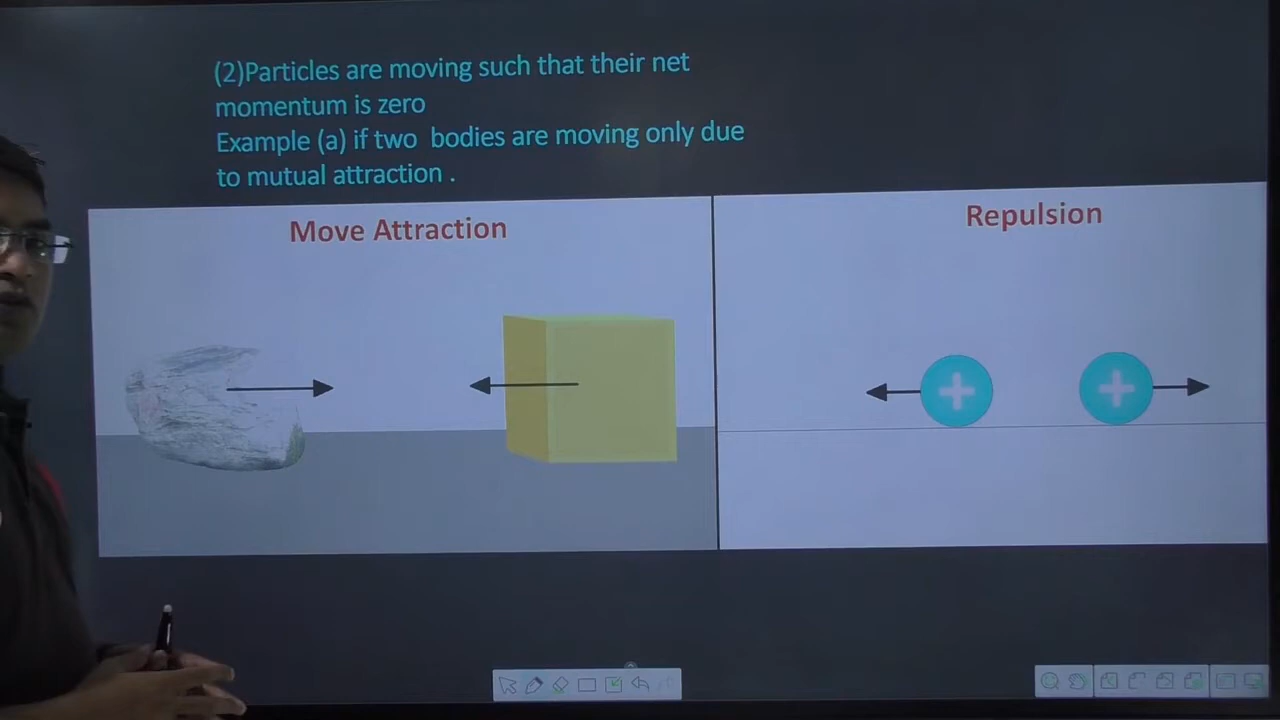 (2)Particles are moving such that their net
momentum is zero
Example (a) if two bodies are moving only due
to mutual attraction .
Move Attraction
Repulsion
+ +